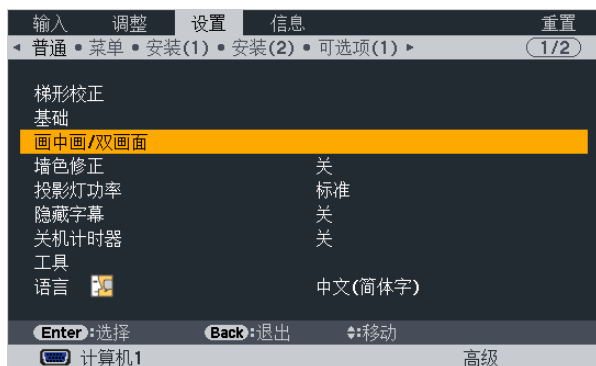 输入 调整 设置 信息 重置
◂ 普通 • 菜单 • 安装(1) • 安装(2) • 可选项(1) ▸ 1/2
梯形校正
基础
画中画/双画面
墙色修正 关
投影灯功率 标准
隐藏字幕 关
关机计时器 关
工具
语言 中文(简体字)
Enter:选择 Back:退出 :移动
计算机1 高级